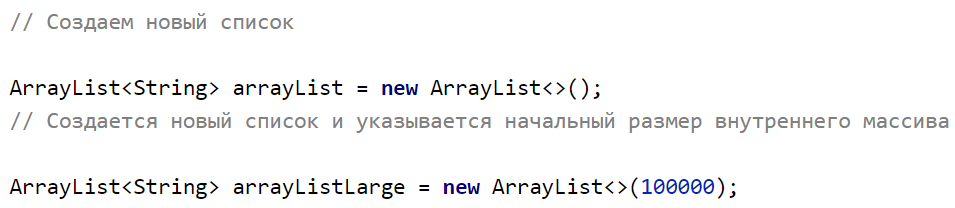 // Создаем новый список
ArrayList<String> arrayList = new ArrayList<>();
// Создается новый список и указывается начальный размер внутреннего массива
ArrayList<String> arrayListLarge = new ArrayList<>(100000);